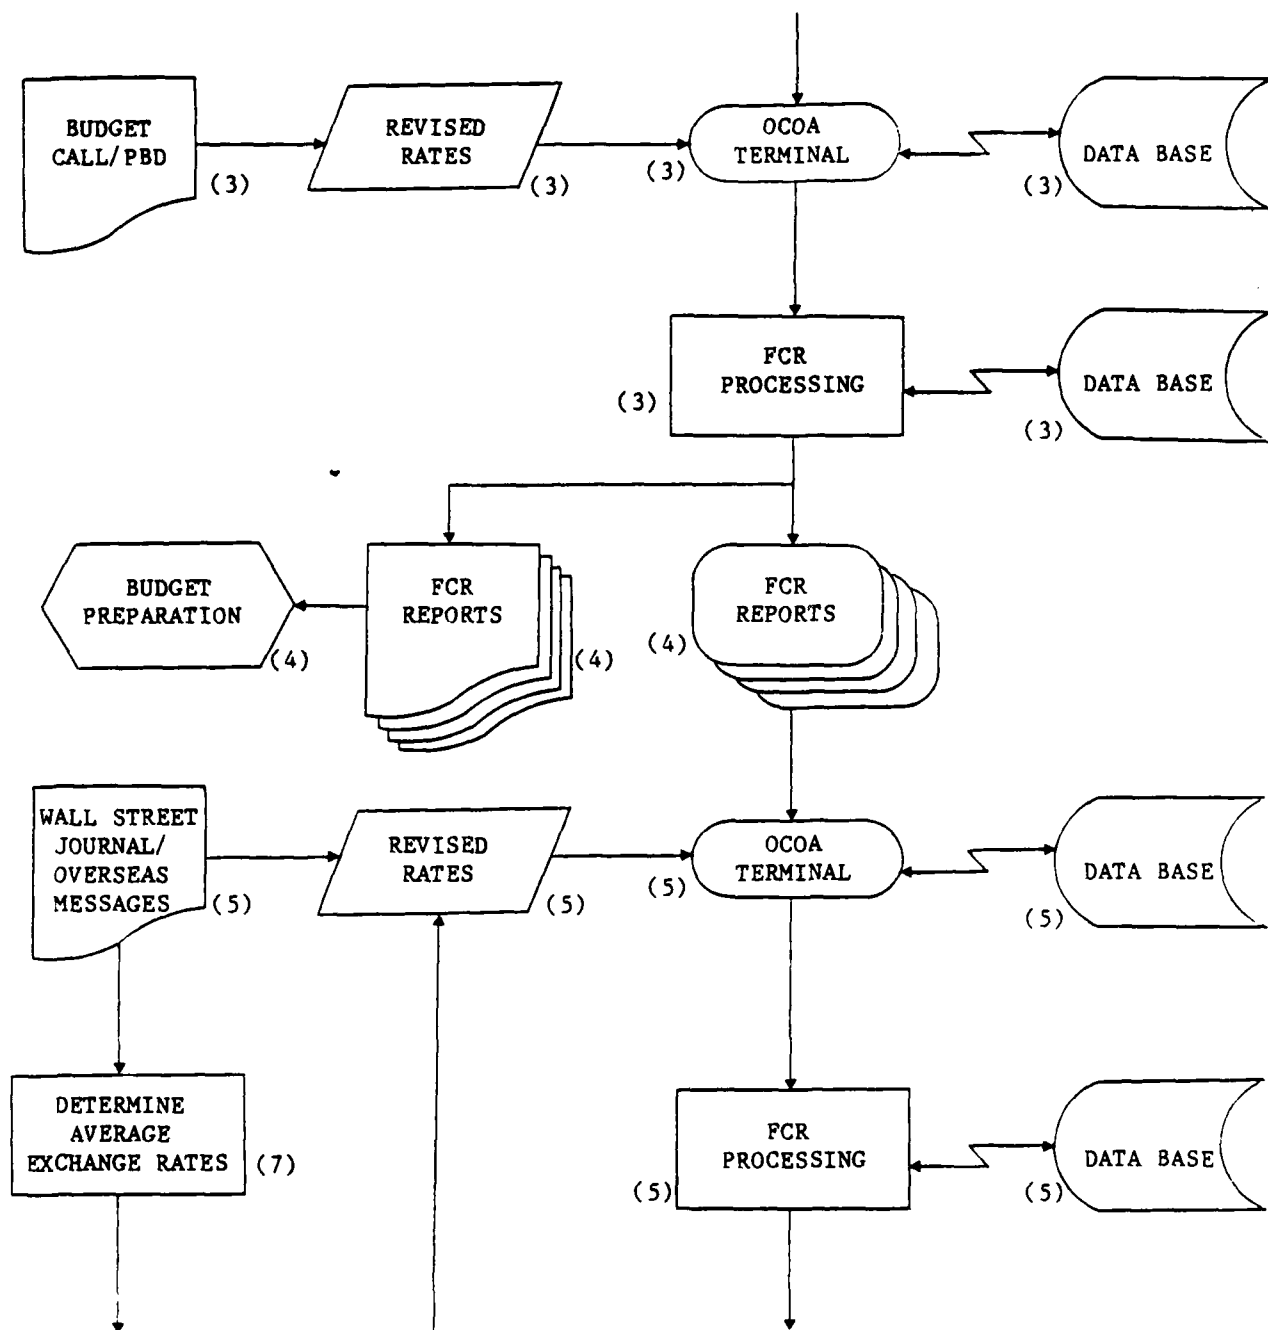 BUDGET
CALL/PBD
(3)
REVISED
RATES
(3)
OCOA
TERMINAL
(3)
DATA BASE
(3)
FCR
PROCESSING
(3)
DATA BASE
(3)
BUDGET
PREPARATION
(4)
FCR
REPORTS
(4)
FCR
REPORTS
(4)
WALL STREET
JOURNAL/
OVERSEAS
MESSAGES
(5)
REVISED
RATES
(5)
OCOA
TERMINAL
(5)
DATA BASE
(5)
DETERMINE
AVERAGE
EXCHANGE RATES
(7)
FCR
PROCESSING
(5)
DATA BASE
(5)